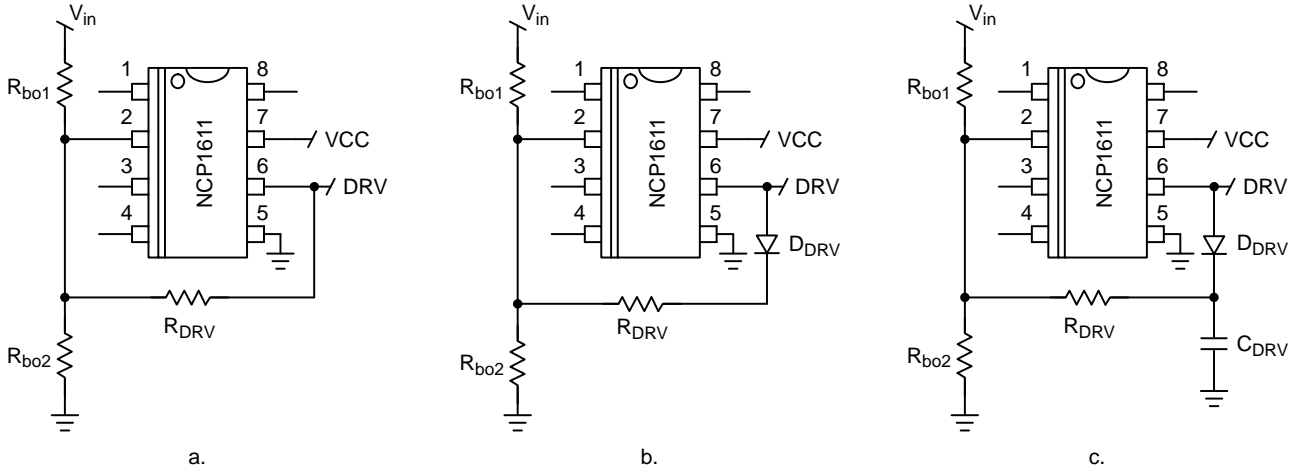 Vin
Rbo1
1
2
3
4
8
7
6
5
NCP1611
VCC
DRV
RDRV
Rbo2
a.
Vin
Rbo1
1
2
3
4
8
7
6
5
NCP1611
VCC
DRV
DDRV
RDRV
Rbo2
b.
Vin
Rbo1
1
2
3
4
8
7
6
5
NCP1611
VCC
DRV
DDRV
RDRV
CDRV
Rbo2
c.